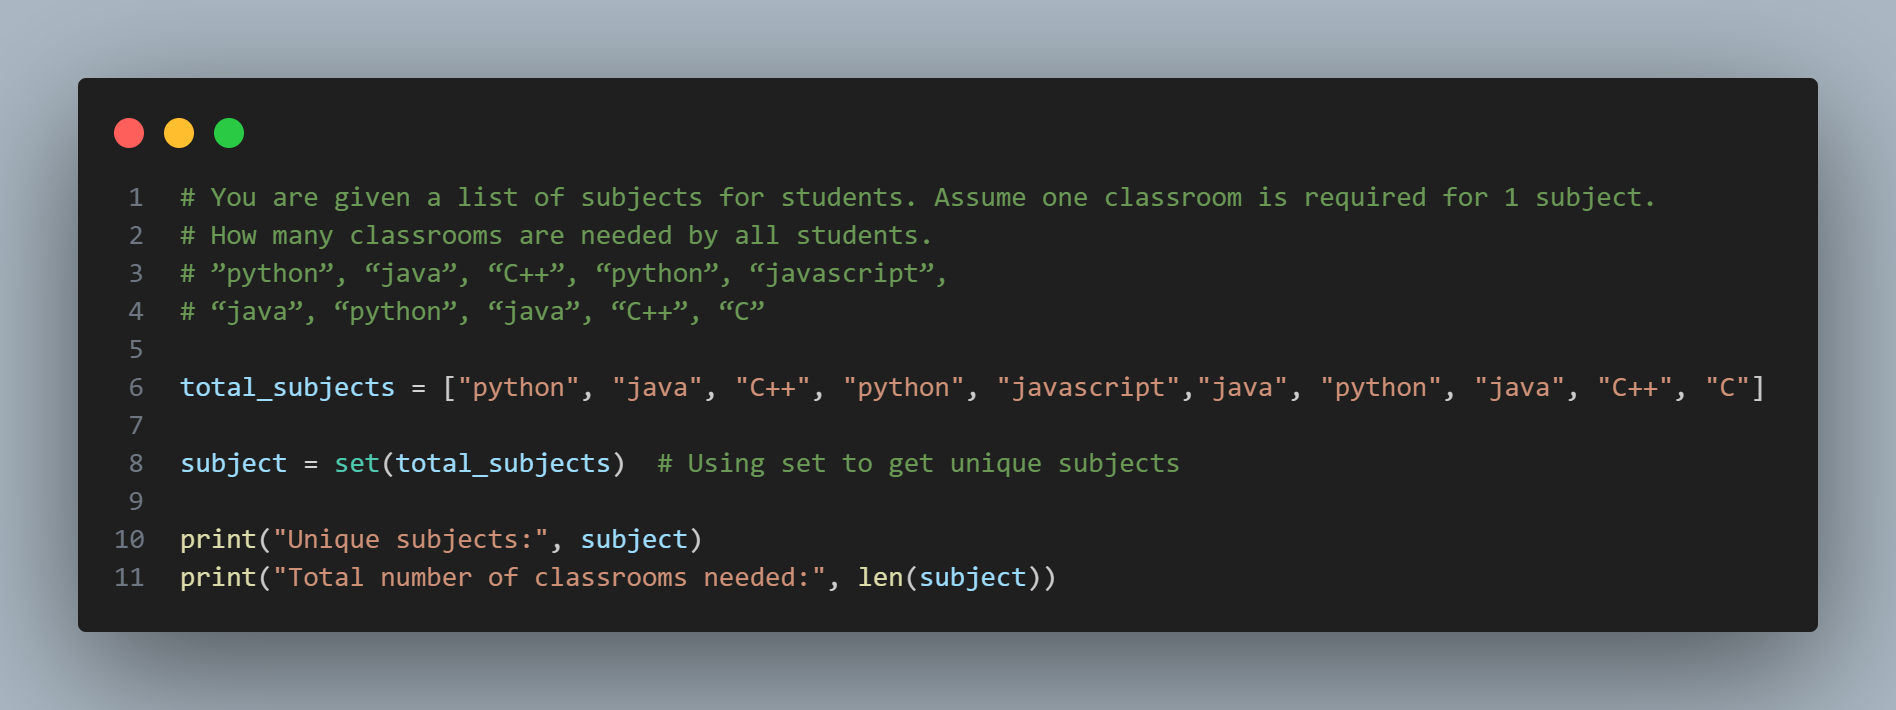 1 # You are given a list of subjects for students. Assume one classroom is required for 1 subject.
2 # How many classrooms are needed by all students.
3 # ”python”, “java”, “C++”, “python”, “javascript”,
4 # “java”, “python”, “java”, “C++”, “C”
5
6 total_subjects = ["python", "java", "C++", "python", "javascript","java", "python", "java", "C++", "C"]
7
8 subject = set(total_subjects)  # Using set to get unique subjects
9
10 print("Unique subjects:", subject)
11 print("Total number of classrooms needed:", len(subject))